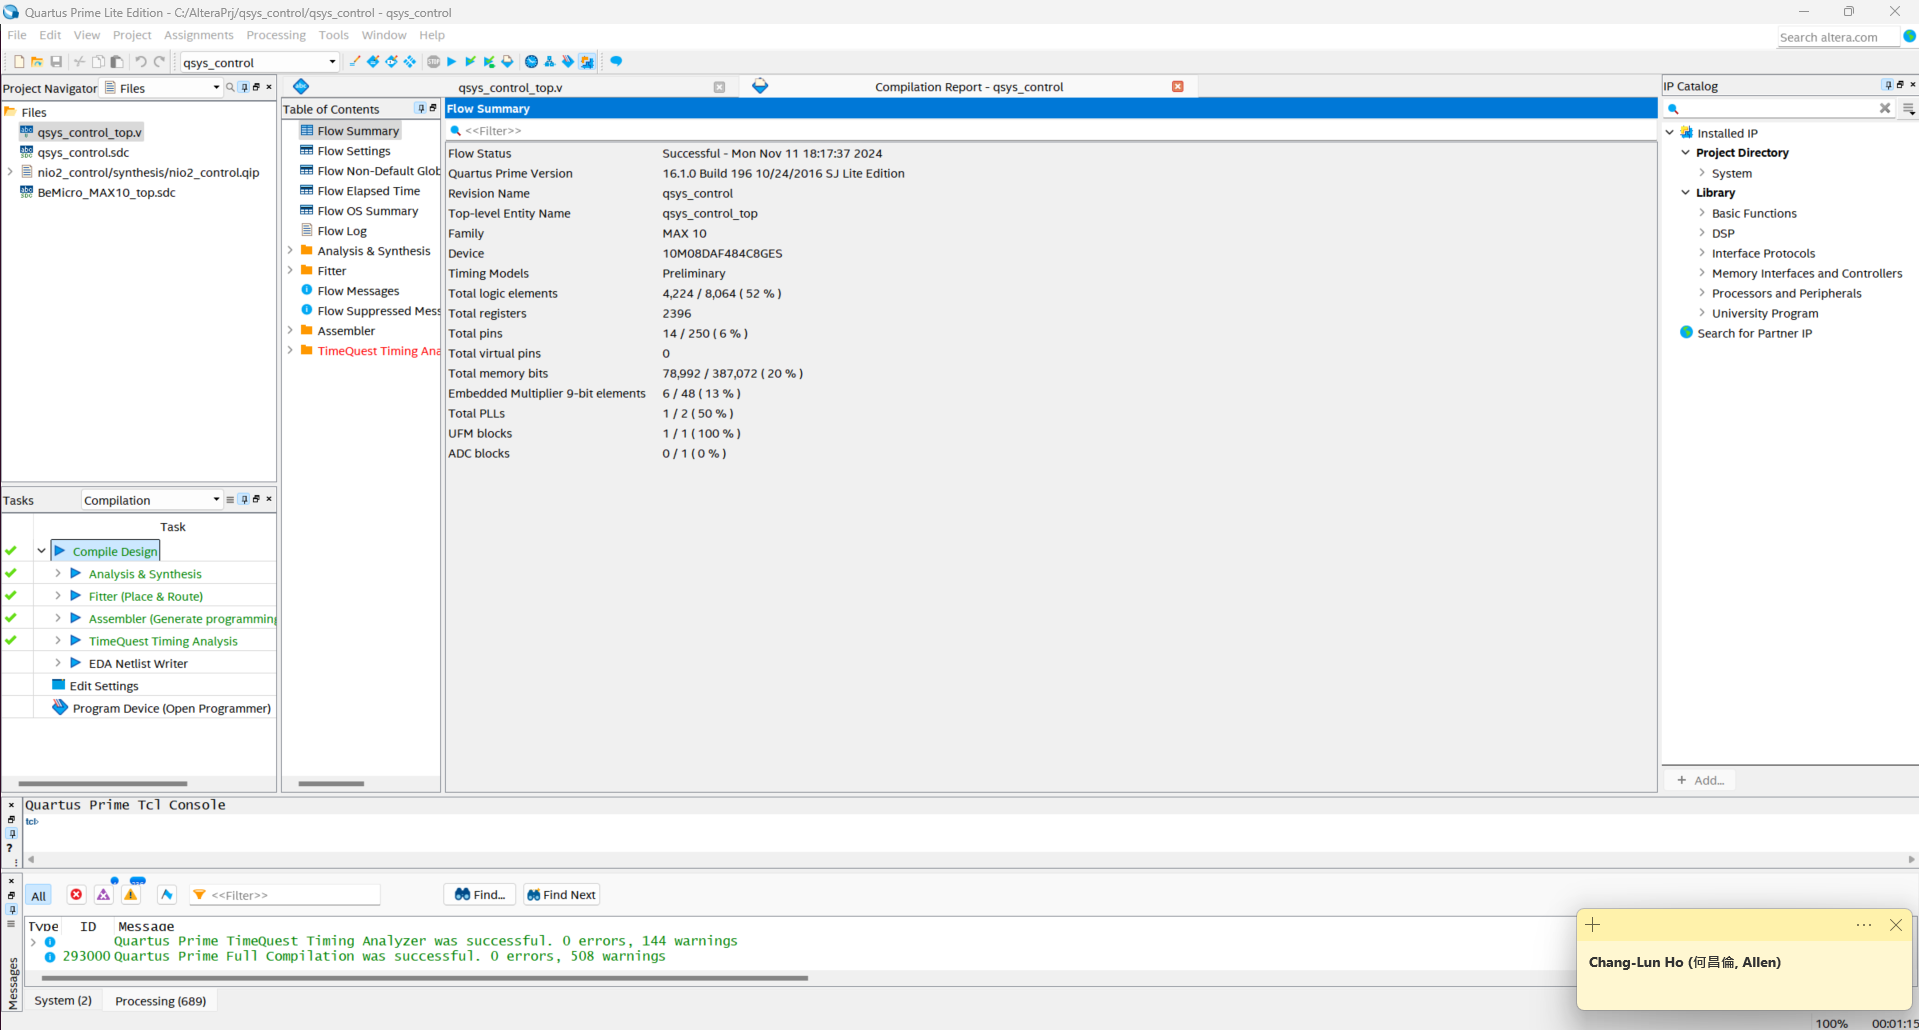 Quartus Prime Lite Edition - C:/AlteraPrj/qsys_control/qsys_control - qsys_control
File Edit View Project Assignments Processing Tools Window Help
Search altera.com
qsys_control
Project Navigator Files
Files
qsys_control_top.v
qsys_control.sdc
nio2_control/synthesis/nio2_control.qip
BeMicro_MAX10_top.sdc
Tasks Compilation
Task
Compile Design
Analysis & Synthesis
Fitter (Place & Route)
Assembler (Generate programming
TimeQuest Timing Analysis
EDA Netlist Writer
Edit Settings
Program Device (Open Programmer)
qsys_control_top.v
Compilation Report - qsys_control
Table of Contents
Flow Summary
Flow Settings
Flow Non-Default Glob
Flow Elapsed Time
Flow OS Summary
Flow Log
Analysis & Synthesis
Fitter
Flow Messages
Flow Suppressed Mess
Assembler
TimeQuest Timing Ana
Flow Summary
<<Filter>>
Flow Status Successful - Mon Nov 11 18:17:37 2024
Quartus Prime Version 16.1.0 Build 196 10/24/2016 SJ Lite Edition
Revision Name qsys_control
Top-level Entity Name qsys_control_top
Family MAX 10
Device 10M08DAF484C8GES
Timing Models Preliminary
Total logic elements 4,224 / 8,064 ( 52 % )
Total registers 2396
Total pins 14 / 250 ( 6 % )
Total virtual pins 0
Total memory bits 78,992 / 387,072 ( 20 % )
Embedded Multiplier 9-bit elements 6 / 48 ( 13 % )
Total PLLs 1 / 2 ( 50 % )
UFM blocks 1 / 1 ( 100 % )
ADC blocks 0 / 1 ( 0 % )
IP Catalog
Installed IP
Project Directory
System
Library
Basic Functions
DSP
Interface Protocols
Memory Interfaces and Controllers
Processors and Peripherals
University Program
Search for Partner IP
+ Add...
Quartus Prime Tcl Console
tcl>
All
<<Filter>>
Find...
Find Next
Type ID Message
Quartus Prime TimeQuest Timing Analyzer was successful. 0 errors, 144 warnings
293000 Quartus Prime Full Compilation was successful. 0 errors, 508 warnings
Messages
System (2) Processing (689)
Chang-Lun Ho (何昌倫, Allen)
100% 00:01:15